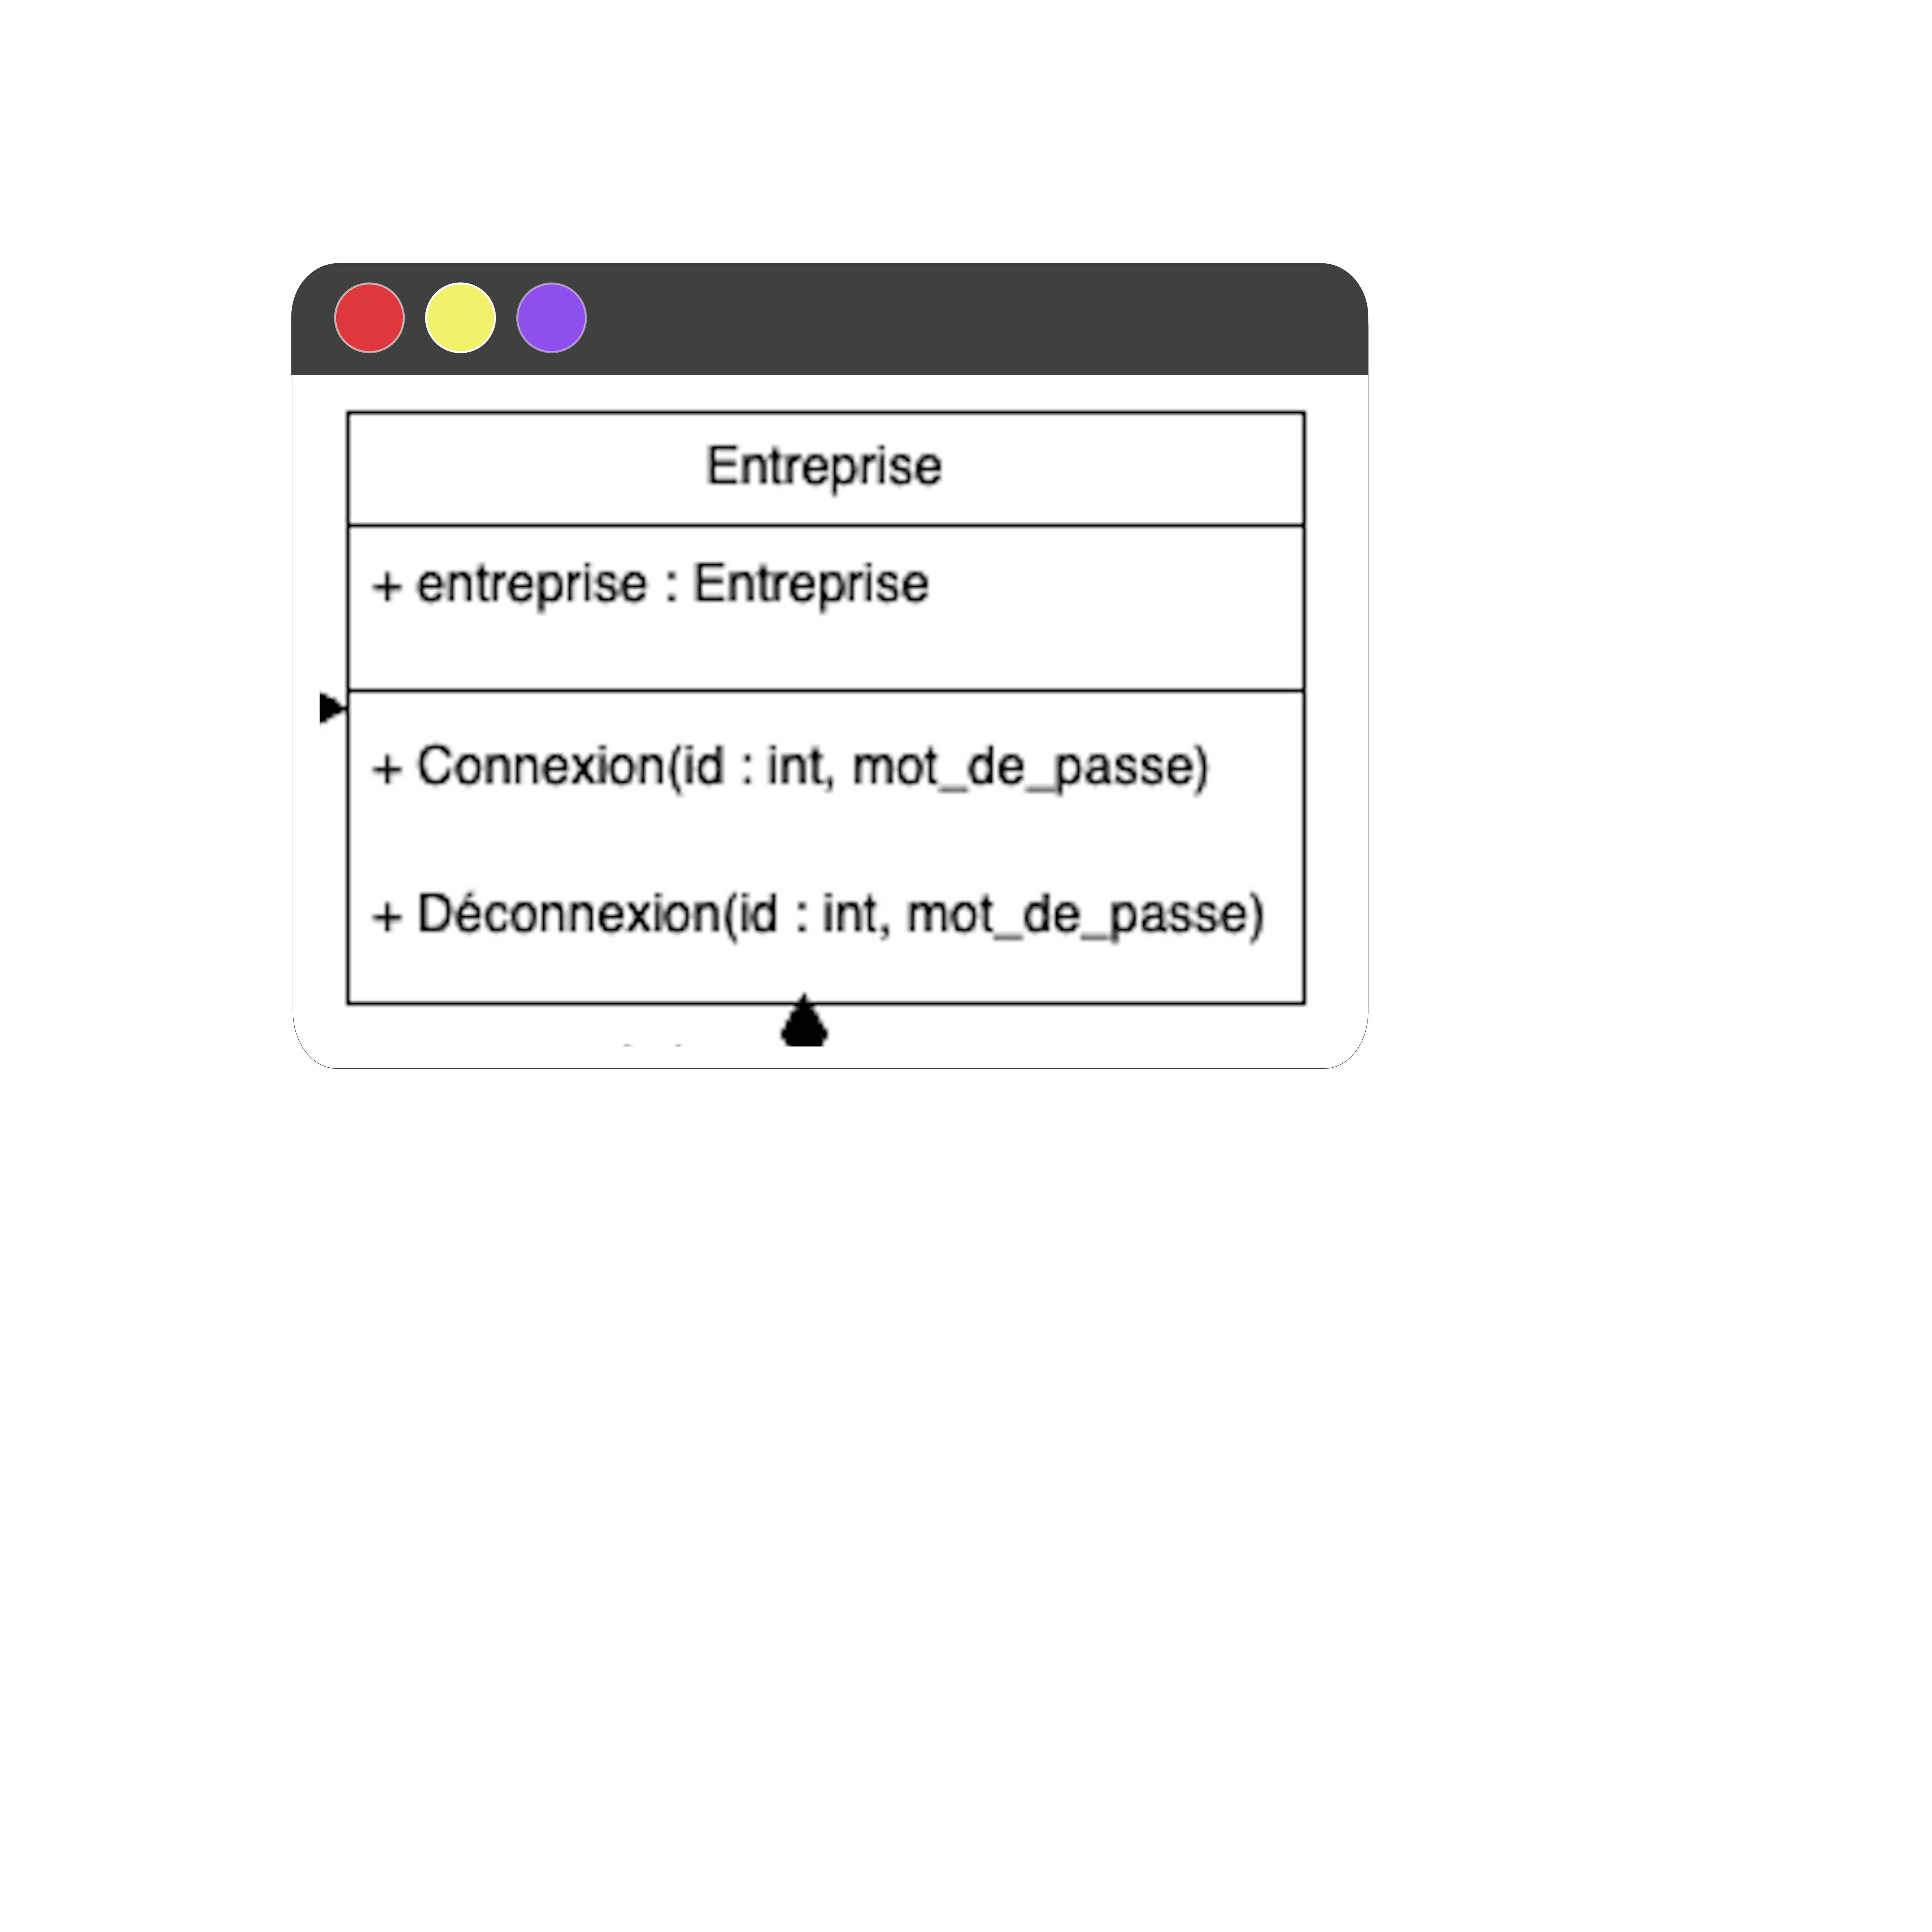 Entreprise
+ entreprise : Entreprise
+ Connexion(id : int, mot_de_passe)
+ Déconnexion(id : int, mot_de_passe)